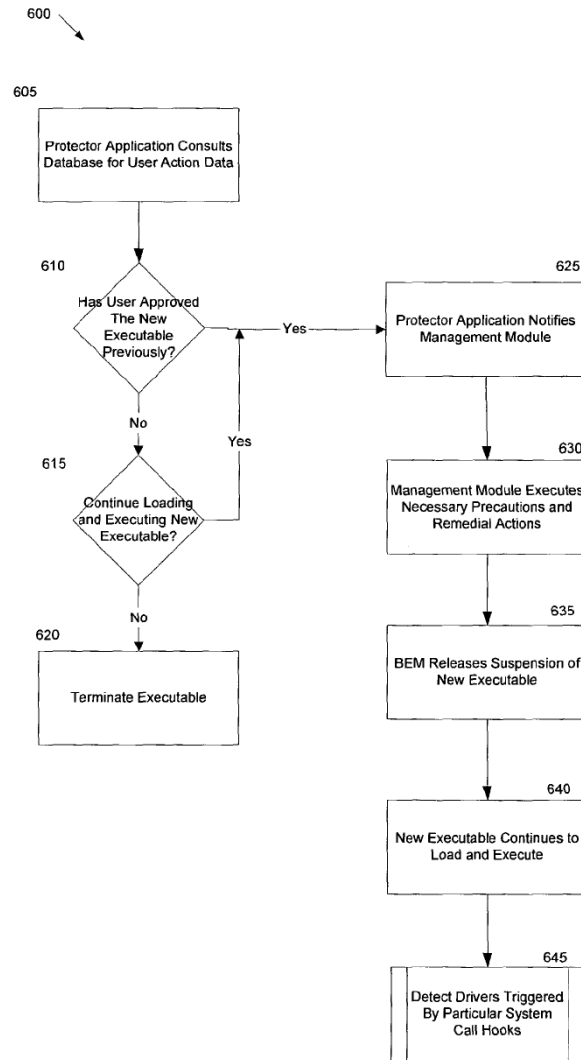 600
605
Protector Application Consults
Database for User Action Data
610
Has User Approved
The New
Executable
Previously?
Yes
625
Protector Application Notifies
Management Module
No
Yes
615
Continue Loading
and Executing New
Executable?
630
Management Module Executes
Necessary Precautions and
Remedial Actions
No
620
Terminate Executable
635
BEM Releases Suspension of
New Executable
640
New Executable Continues to
Load and Execute
645
Detect Drivers Triggered
By Particular System
Call Hooks